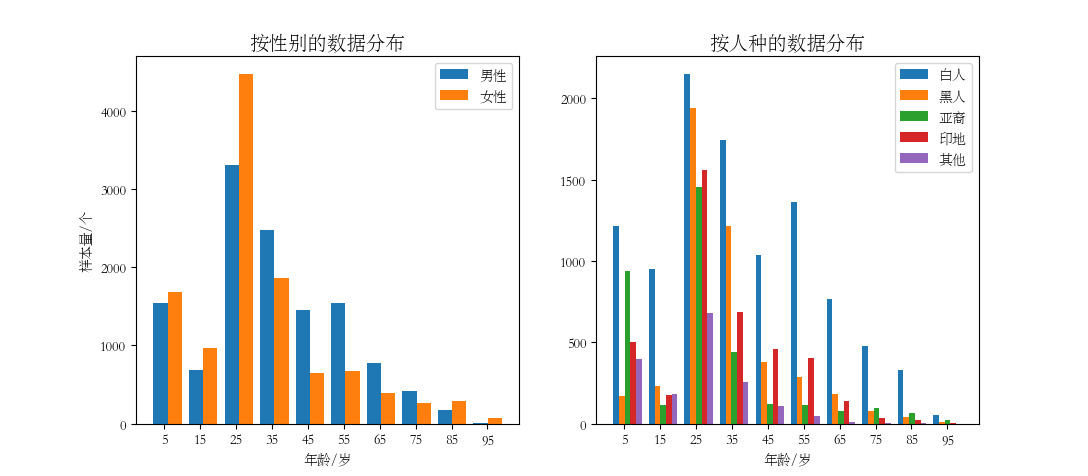 按性别的数据分布
男性
女性
样本量/个
4000
3000
2000
1000
0
5 15 25 35 45 55 65 75 85 95
年龄/岁
按人种的数据分布
白人
黑人
亚裔
印地
其他
2000
1500
1000
500
0
5 15 25 35 45 55 65 75 85 95
年龄/岁